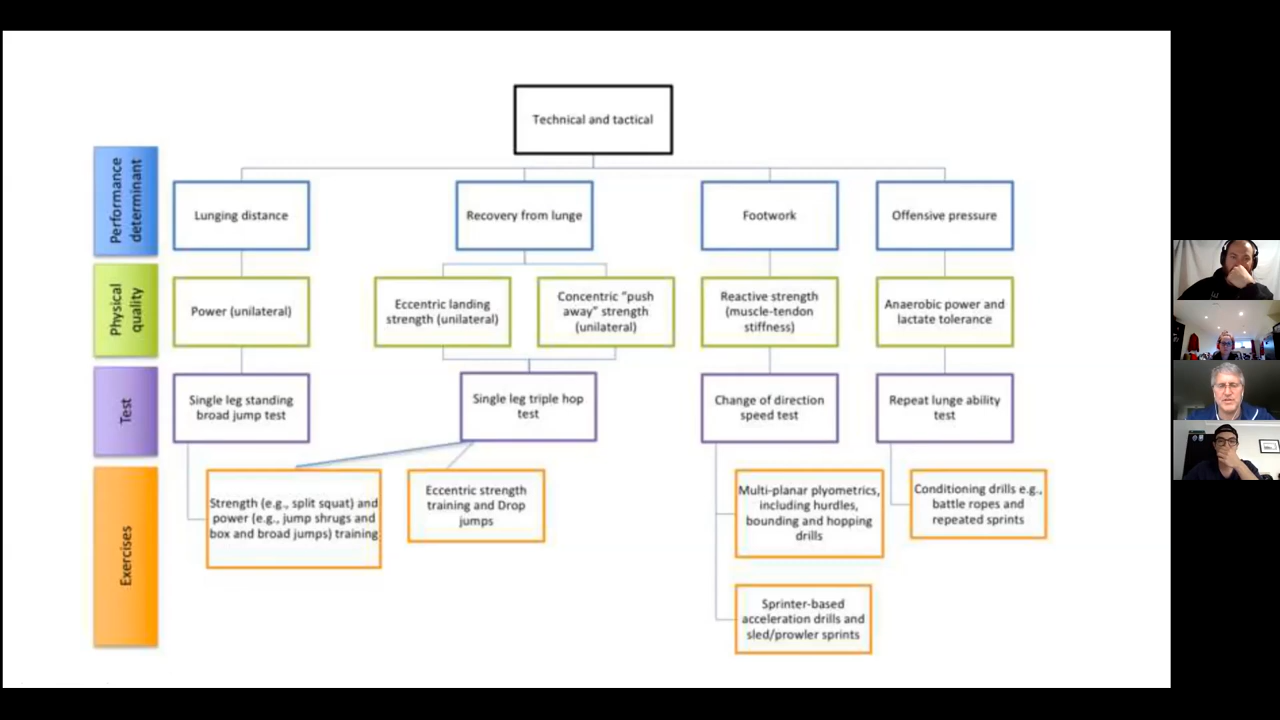 Technical and tactical
Performance
determinant
Lunging distance
Recovery from lunge
Footwork
Offensive pressure
Physical
quality
Power (unilateral)
Eccentric landing
strength (unilateral)
Concentric “push
away” strength
(unilateral)
Reactive strength
(muscle-tendon
stiffness)
Anaerobic power and
lactate tolerance
Test
Single leg standing
broad jump test
Single leg triple hop
test
Change of direction
speed test
Repeat lunge ability
test
Exercises
Strength (e.g., split squat) and
power (e.g., jump shrugs and
box and broad jumps) training
Eccentric strength
training and Drop
jumps
Multi-planar plyometrics,
including hurdles,
bounding and hopping
drills
Conditioning drills e.g.,
battle ropes and
repeated sprints
Sprinter-based
acceleration drills and
sled/prowler sprints